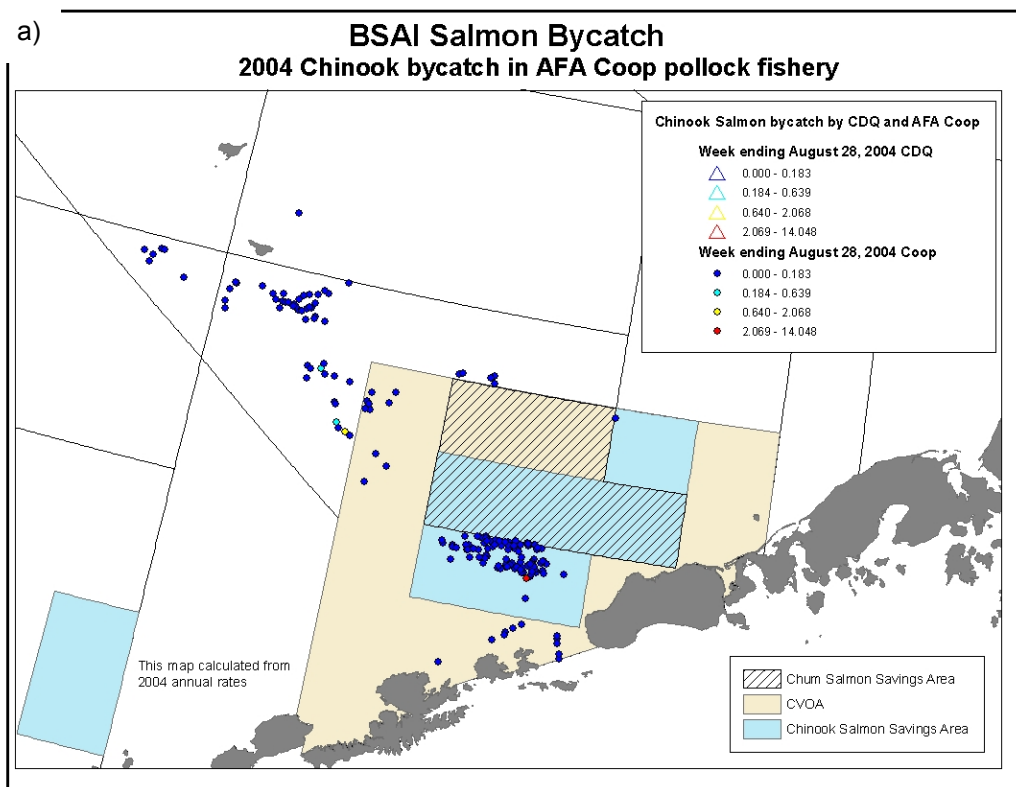 a)
BSAI Salmon Bycatch
2004 Chinook bycatch in AFA Coop pollock fishery
Chinook Salmon bycatch by CDQ and AFA Coop
Week ending August 28, 2004 CDQ
0.000 - 0.183
0.184 - 0.639
0.640 - 2.068
2.069 - 14.048
Week ending August 28, 2004 Coop
0.000 - 0.183
0.184 - 0.639
0.640 - 2.068
2.069 - 14.048
This map calculated from
2004 annual rates
Chum Salmon Savings Area
CVOA
Chinook Salmon Savings Area